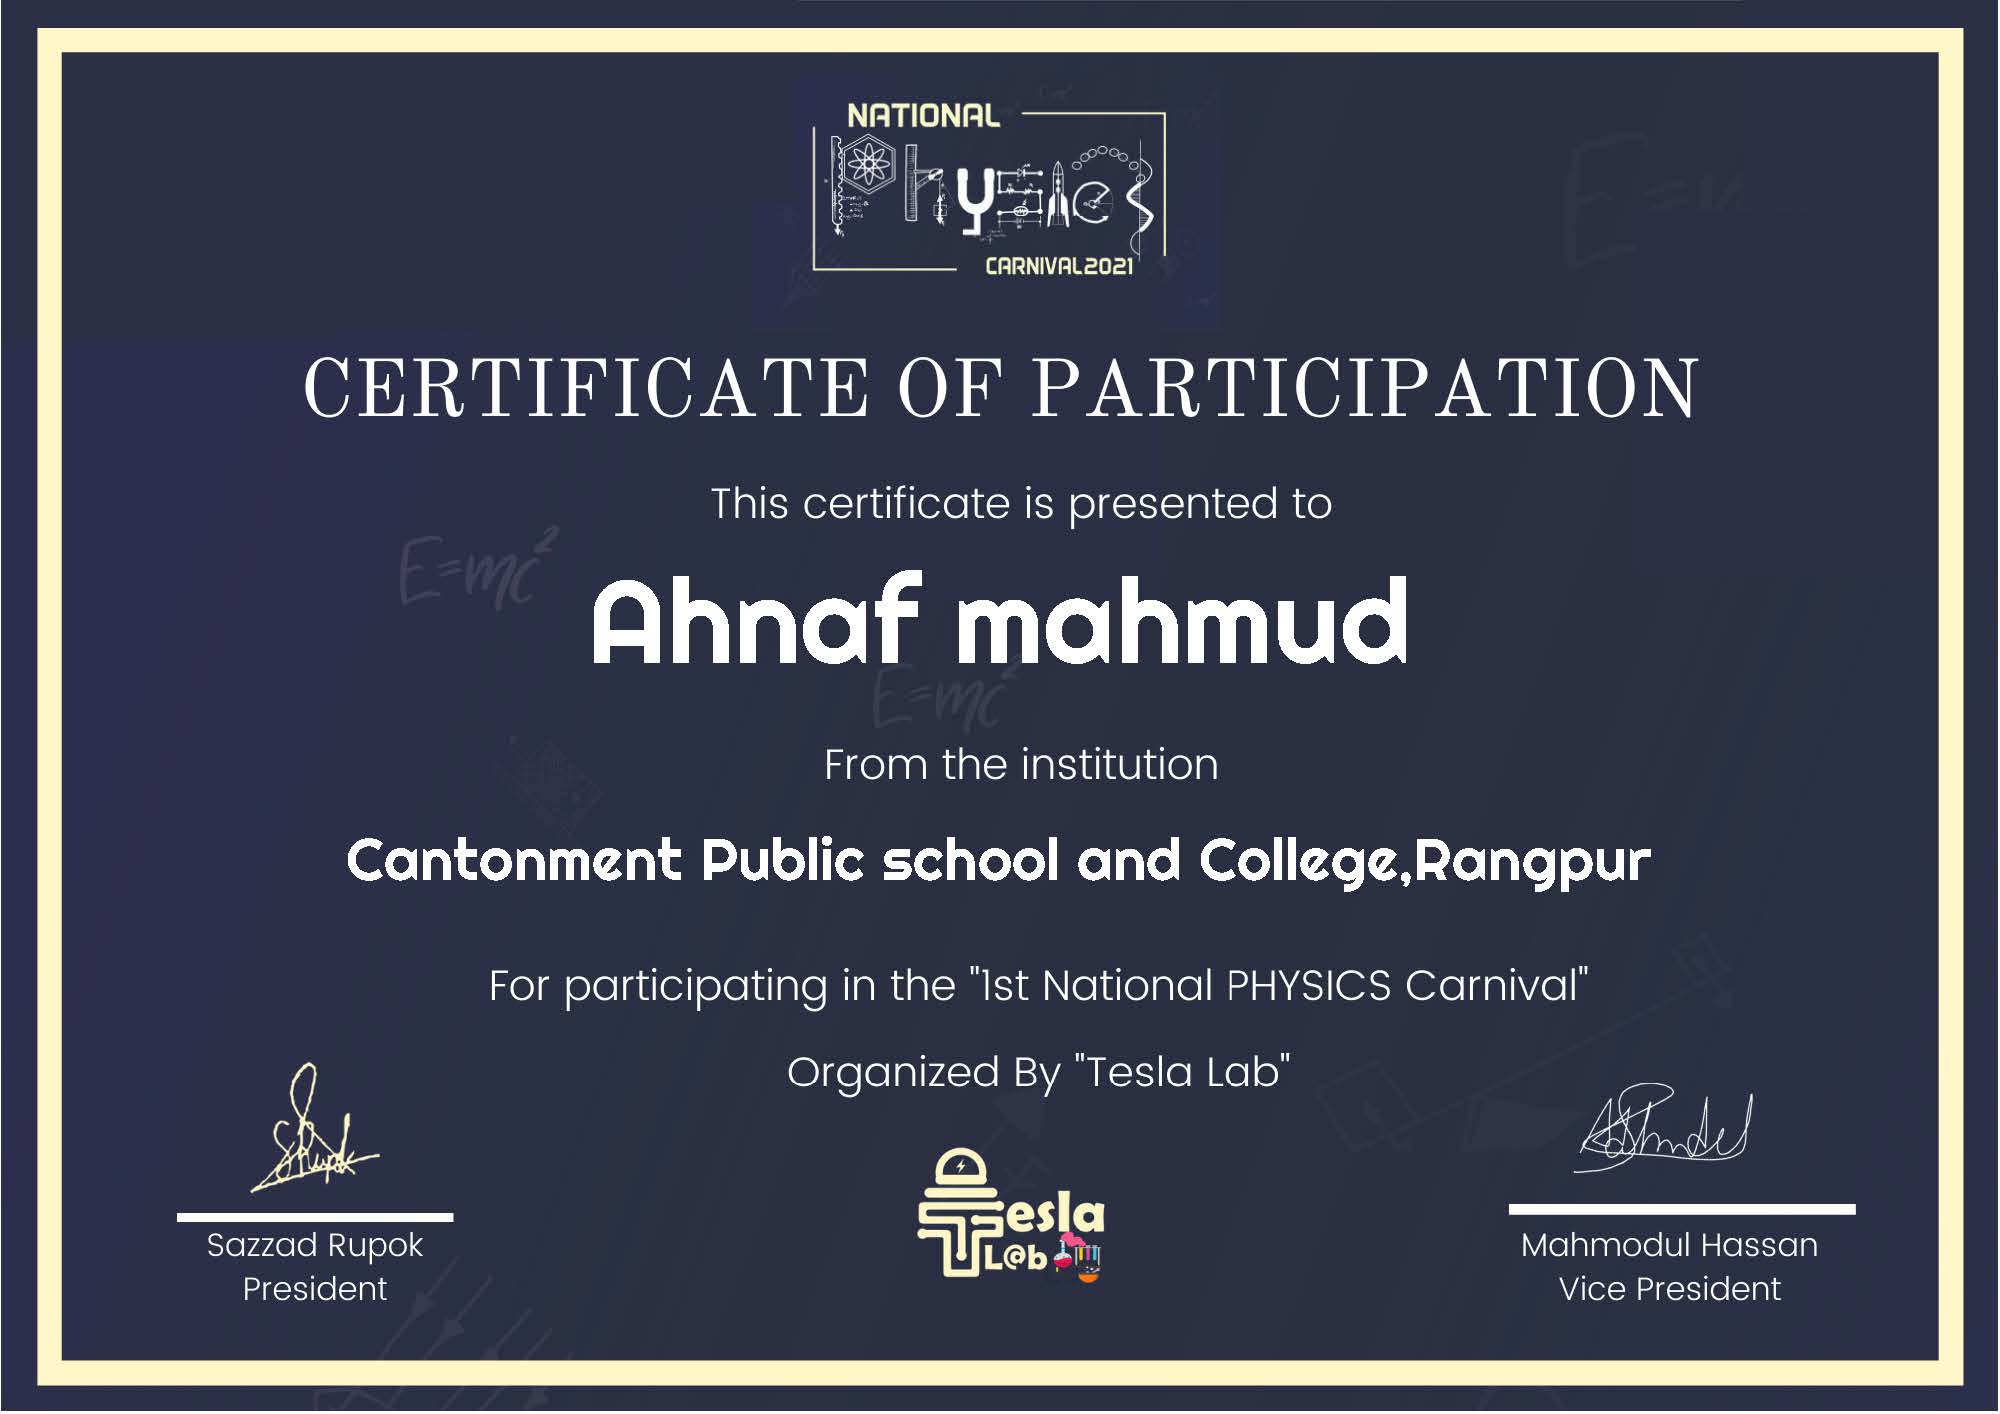 NATIONAL
Physics
CARNIVAL2021
CERTIFICATE OF PARTICIPATION
This certificate is presented to
E=mc²
Ahnaf mahmud
E=mc²
From the institution
Cantonment Public school and College,Rangpur
For participating in the "1st National PHYSICS Carnival"
Organized By "Tesla Lab"
Tesla
L@b
Sazzad Rupok
President
Mahmodul Hassan
Vice President